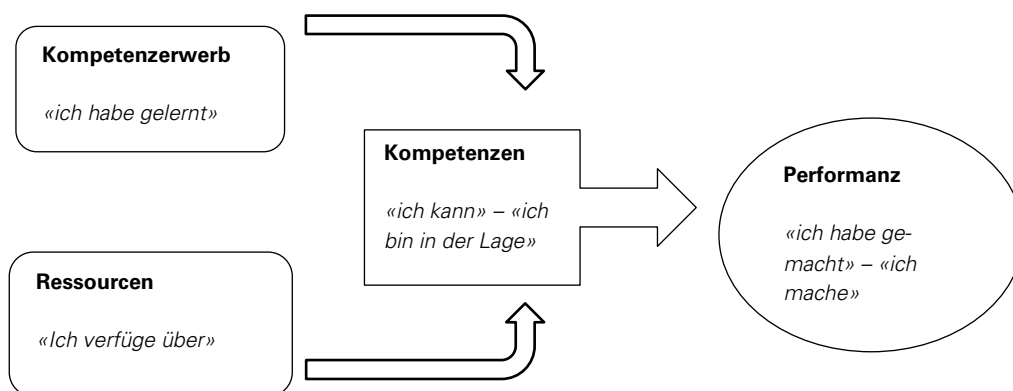 Kompetenzerwerb
«ich habe gelernt»
Kompetenzen
«ich kann» – «ich
bin in der Lage»
Performanz
«ich habe ge-
macht» – «ich
mache»
Ressourcen
«Ich verfüge über»